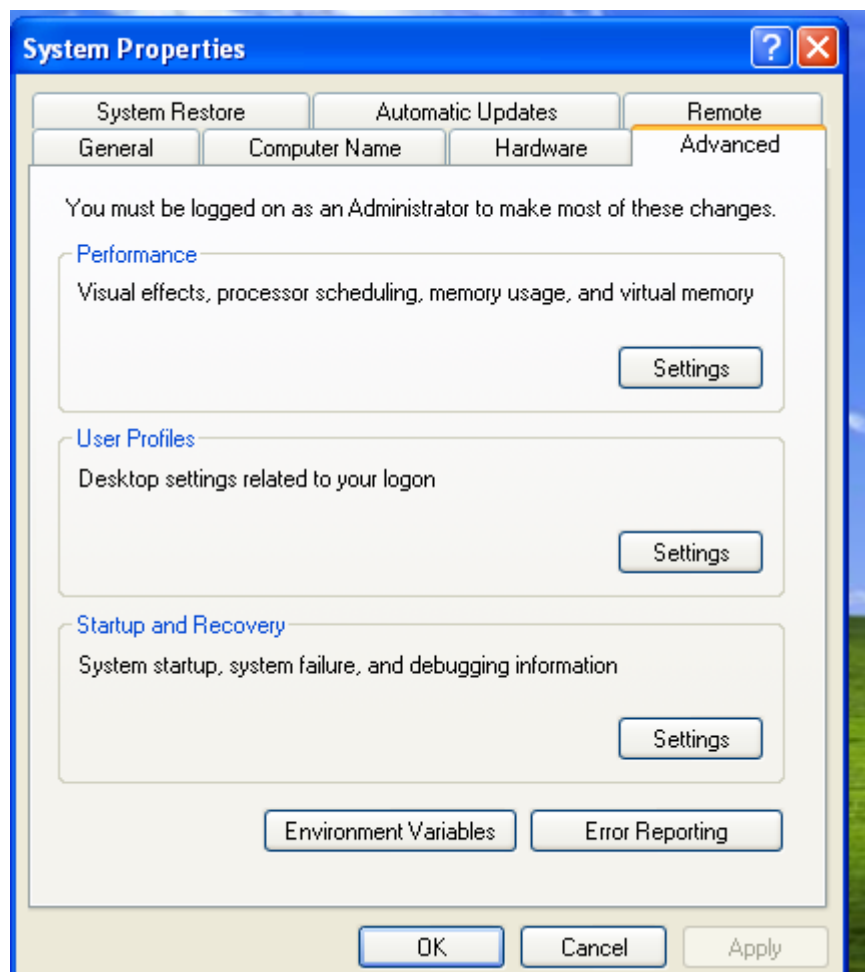 System Properties
System Restore Automatic Updates Remote
General Computer Name Hardware Advanced
You must be logged on as an Administrator to make most of these changes.
Performance
Visual effects, processor scheduling, memory usage, and virtual memory
Settings
User Profiles
Desktop settings related to your logon
Settings
Startup and Recovery
System startup, system failure, and debugging information
Settings
Environment Variables Error Reporting
OK Cancel Apply